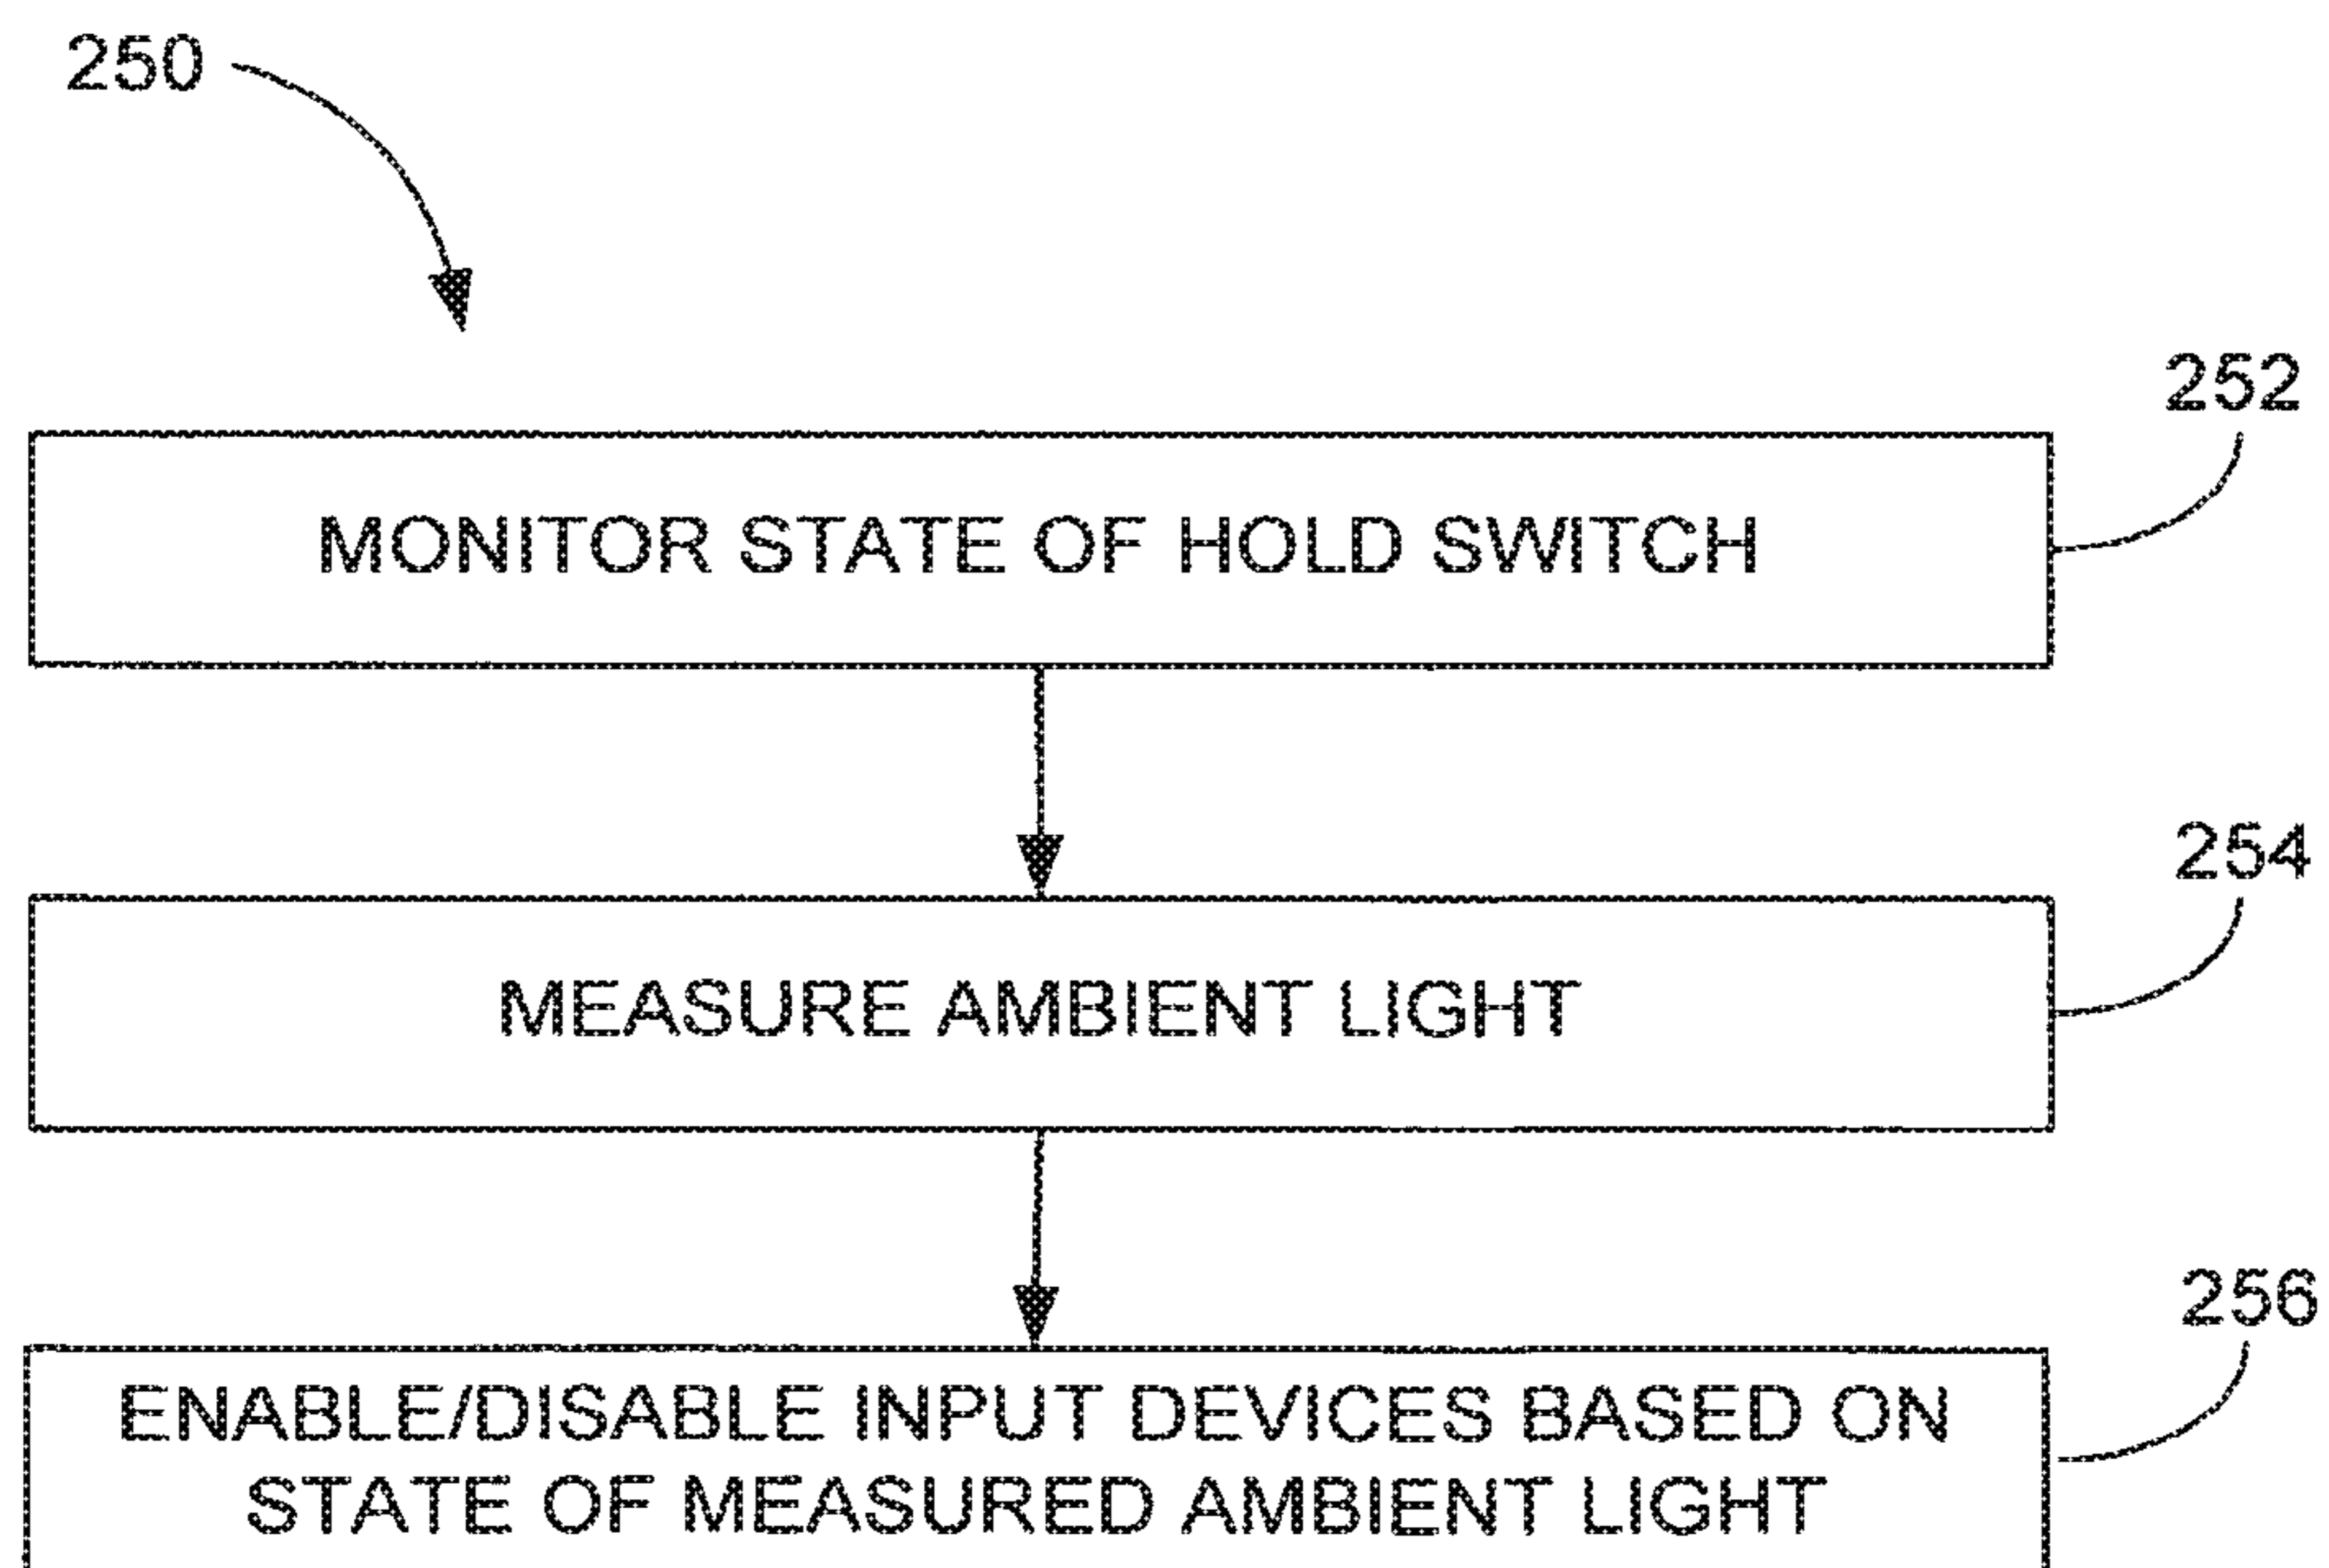 250
252
MONITOR STATE OF HOLD SWITCH
254
MEASURE AMBIENT LIGHT
256
ENABLE/DISABLE INPUT DEVICES BASED ON
STATE OF MEASURED AMBIENT LIGHT